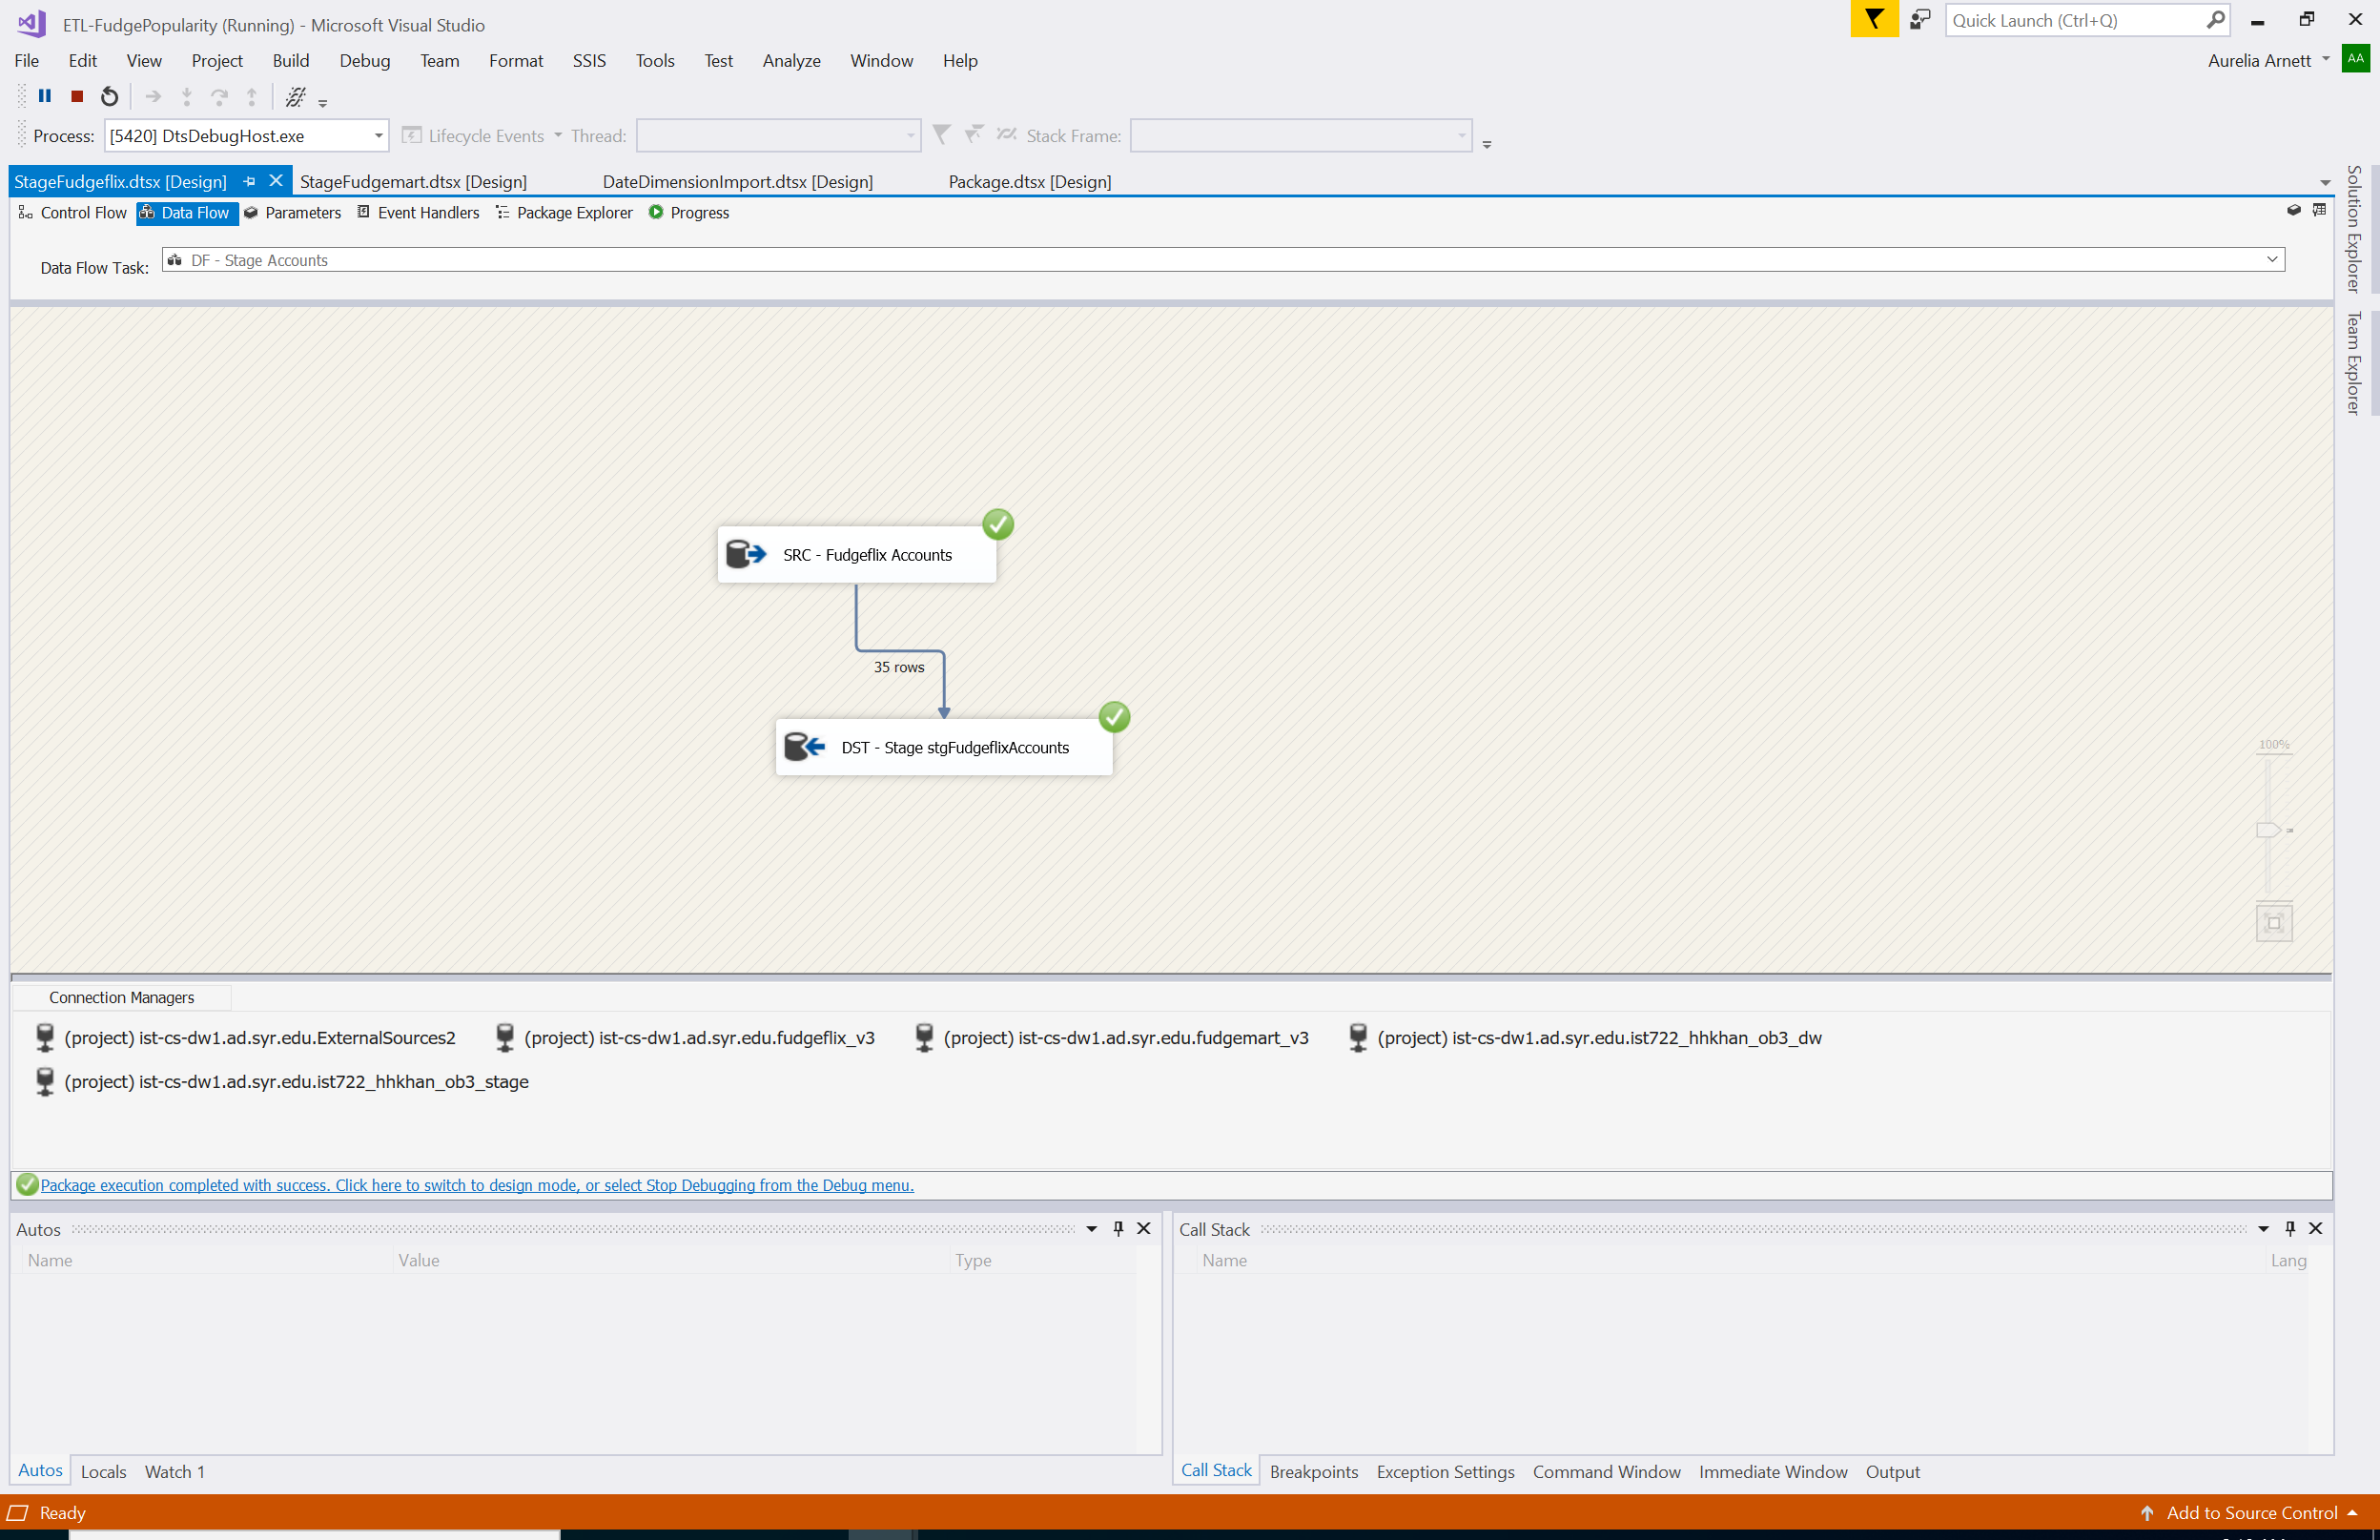 ETL-FudgePopularity (Running) - Microsoft Visual Studio
Quick Launch (Ctrl+Q)
File Edit View Project Build Debug Team Format SSIS Tools Test Analyze Window Help
Aurelia Arnett AA
Process: [5420] DtsDebugHost.exe Lifecycle Events Thread: Stack Frame:
StageFudgeflix.dtsx [Design] StageFudgemart.dtsx [Design] DateDimensionImport.dtsx [Design] Package.dtsx [Design]
Control Flow Data Flow Parameters Event Handlers Package Explorer Progress
Data Flow Task: DF - Stage Accounts
Solution Explorer
Team Explorer
SRC - Fudgeflix Accounts
35 rows
DST - Stage stgFudgeflixAccounts
100%
Connection Managers
(project) ist-cs-dw1.ad.syr.edu.ExternalSources2 (project) ist-cs-dw1.ad.syr.edu.fudgeflix_v3 (project) ist-cs-dw1.ad.syr.edu.fudgemart_v3 (project) ist-cs-dw1.ad.syr.edu.ist722_hhkhan_ob3_dw
(project) ist-cs-dw1.ad.syr.edu.ist722_hhkhan_ob3_stage
Package execution completed with success. Click here to switch to design mode, or select Stop Debugging from the Debug menu.
Autos
Name Value Type
Call Stack
Name Lang
Autos Locals Watch 1
Call Stack Breakpoints Exception Settings Command Window Immediate Window Output
Ready
Add to Source Control